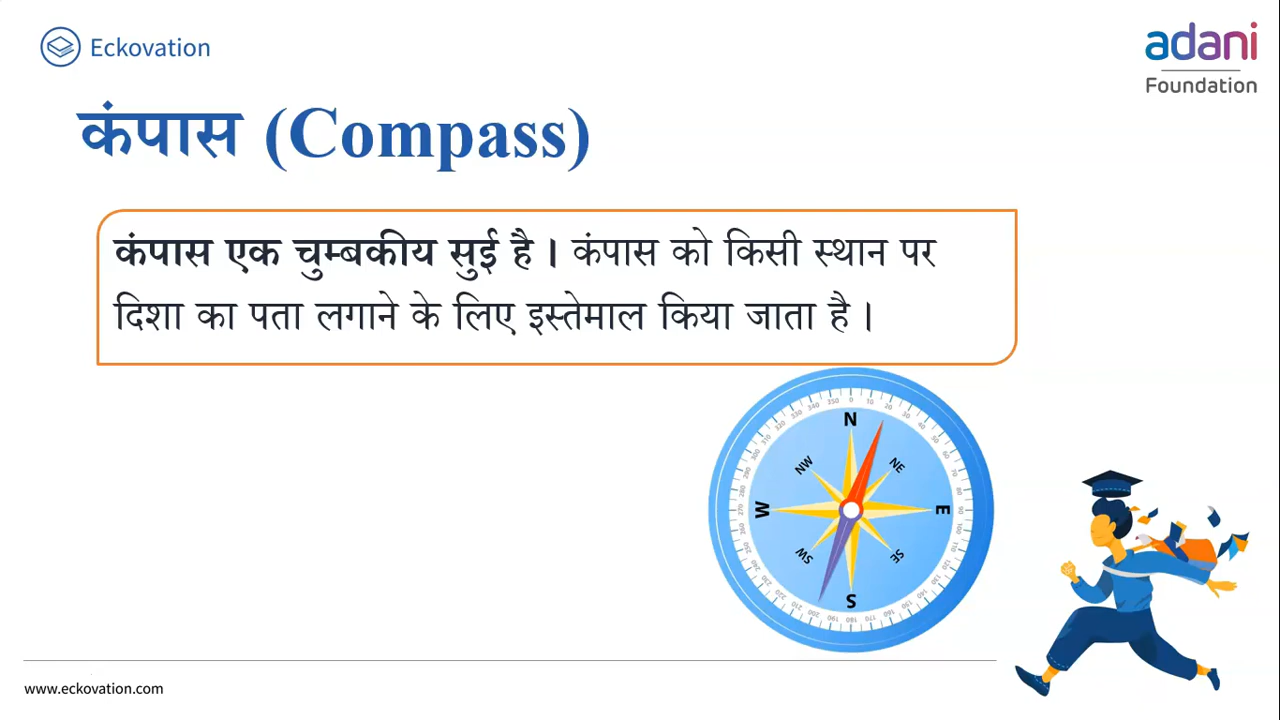 Eckovation
adani
Foundation
कंपास (Compass)
कंपास एक चुम्बकीय सुई है । कंपास को किसी स्थान पर
दिशा का पता लगाने के लिए इस्तेमाल किया जाता है ।
N
NW
NE
W
E
SW
SE
S
www.eckovation.com